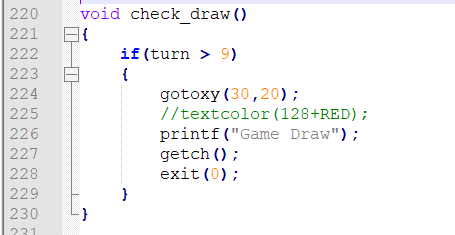 220 void check_draw()
221 {
222     if(turn > 9)
223     {
224         gotoxy(30,20);
225         //textcolor(128+RED);
226         printf("Game Draw");
227         getch();
228         exit(0);
229     }
230 }
231